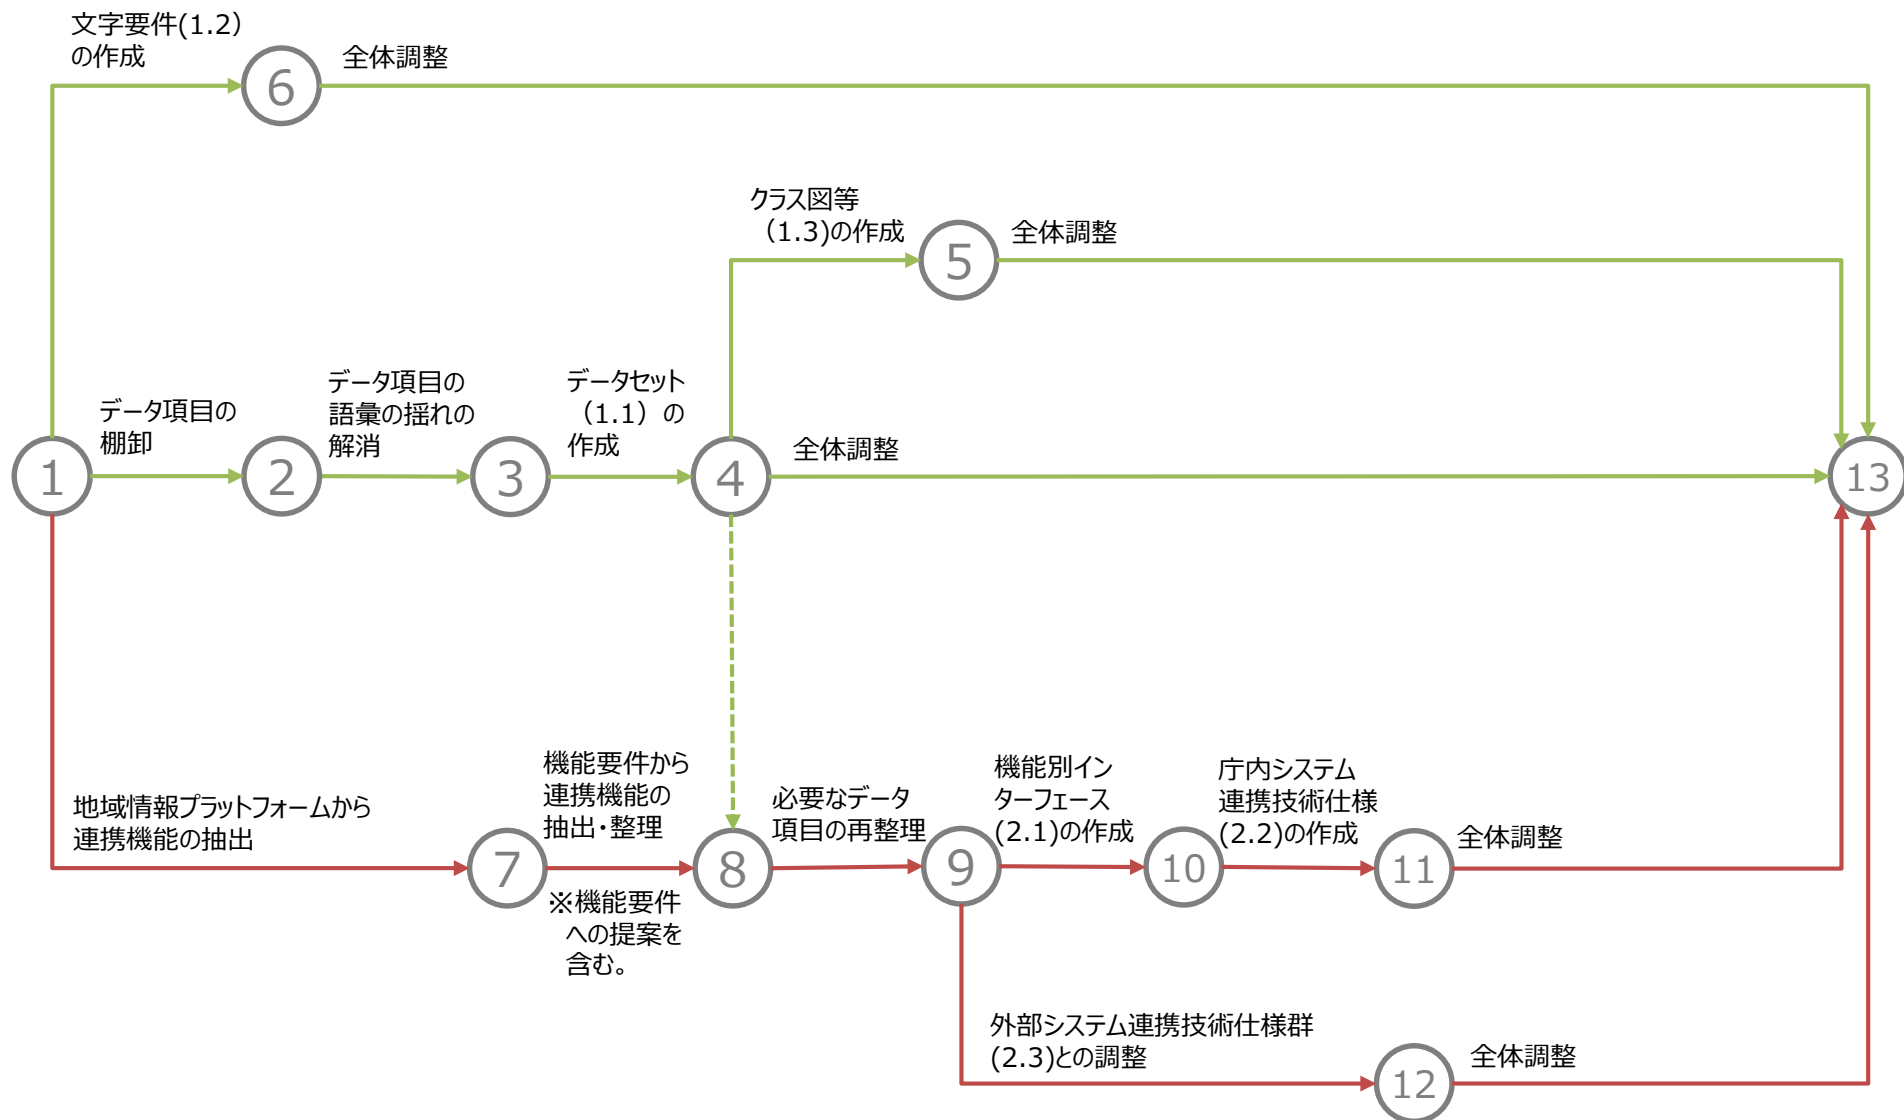 文字要件(1.2)
の作成
6
全体調整
クラス図等
(1.3)の作成
5
全体調整
データ項目の
棚卸
データ項目の
語彙の揺れの
解消
データセット
(1.1) の
作成
全体調整
1
2
3
4
13
地域情報プラットフォームから
連携機能の抽出
機能要件から
連携機能の
抽出・整理
※機能要件
への提案を
含む。
必要なデータ
項目の再整理
機能別イン
ターフェース
(2.1)の作成
庁内システム
連携技術仕様
(2.2)の作成
全体調整
7
8
9
10
11
外部システム連携技術仕様群
(2.3)との調整
12
全体調整